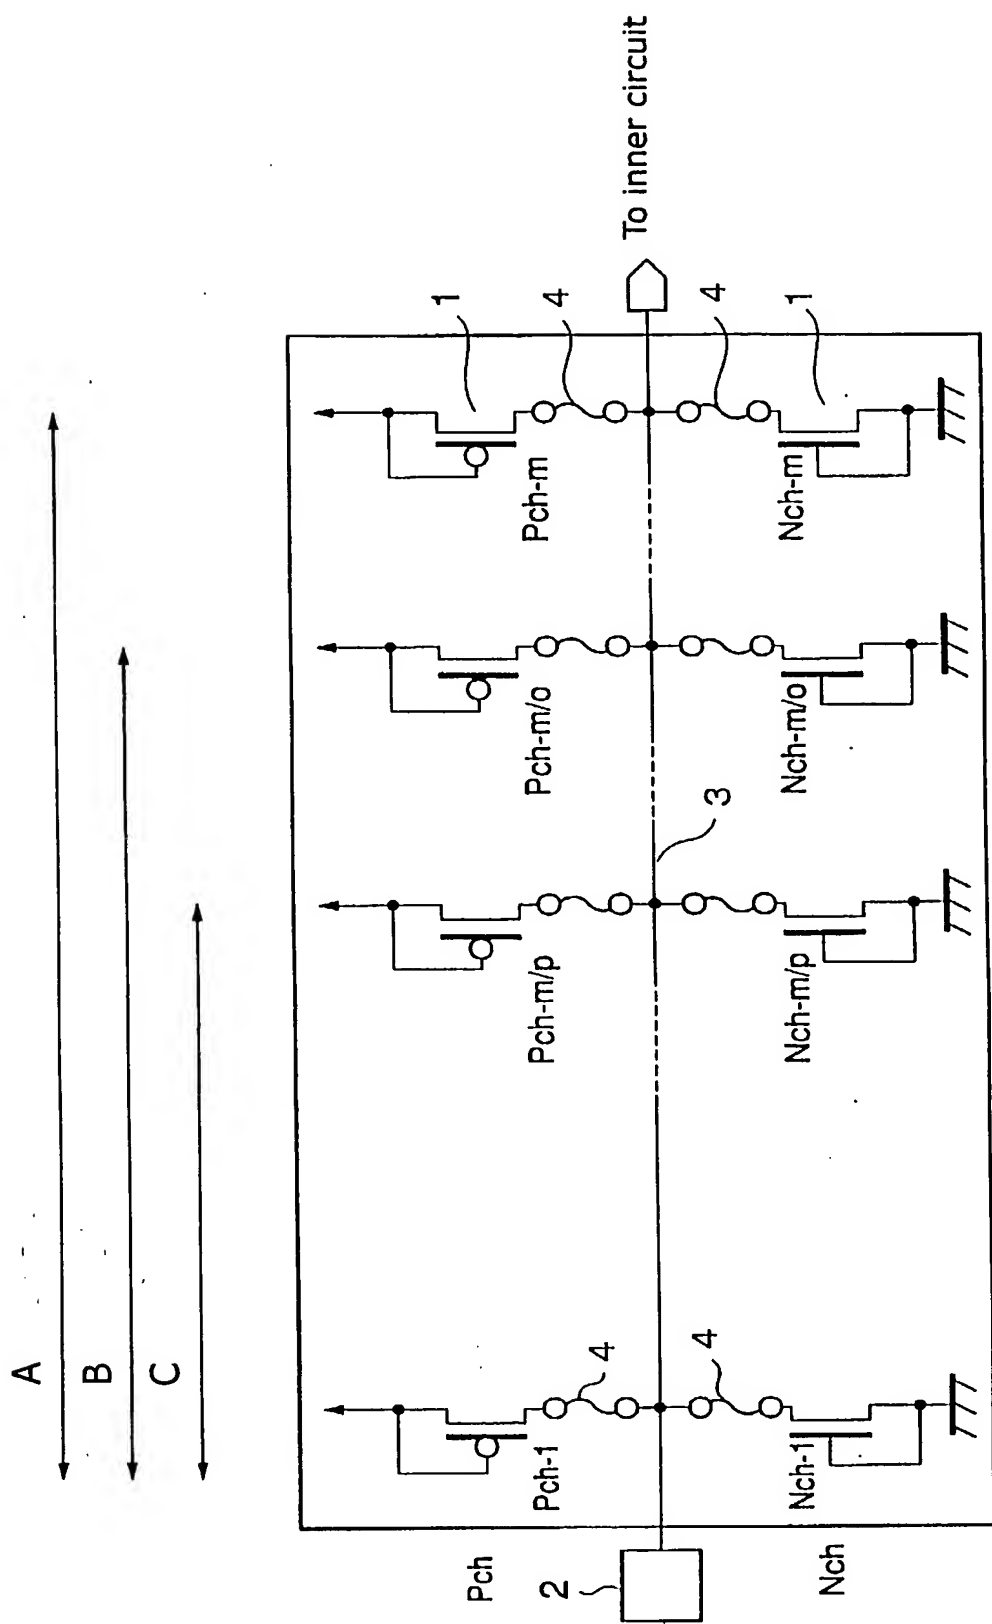 A
B
C
Pch
Pch-1
Pch-m/p
Pch-m/o
Pch-m
1
4
4
2
3
To inner circuit
4
4
1
Nch
Nch-1
Nch-m/p
Nch-m/o
Nch-m